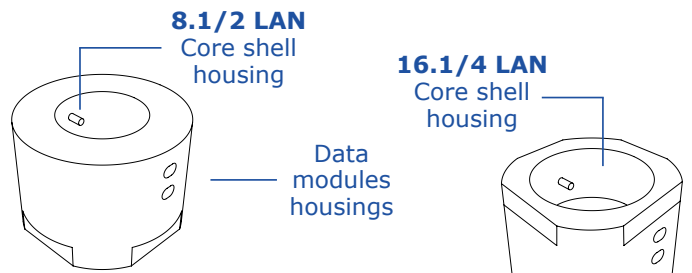 8.1/2 LAN
Core shell
housing
16.1/4 LAN
Core shell
housing
Data
modules
housings